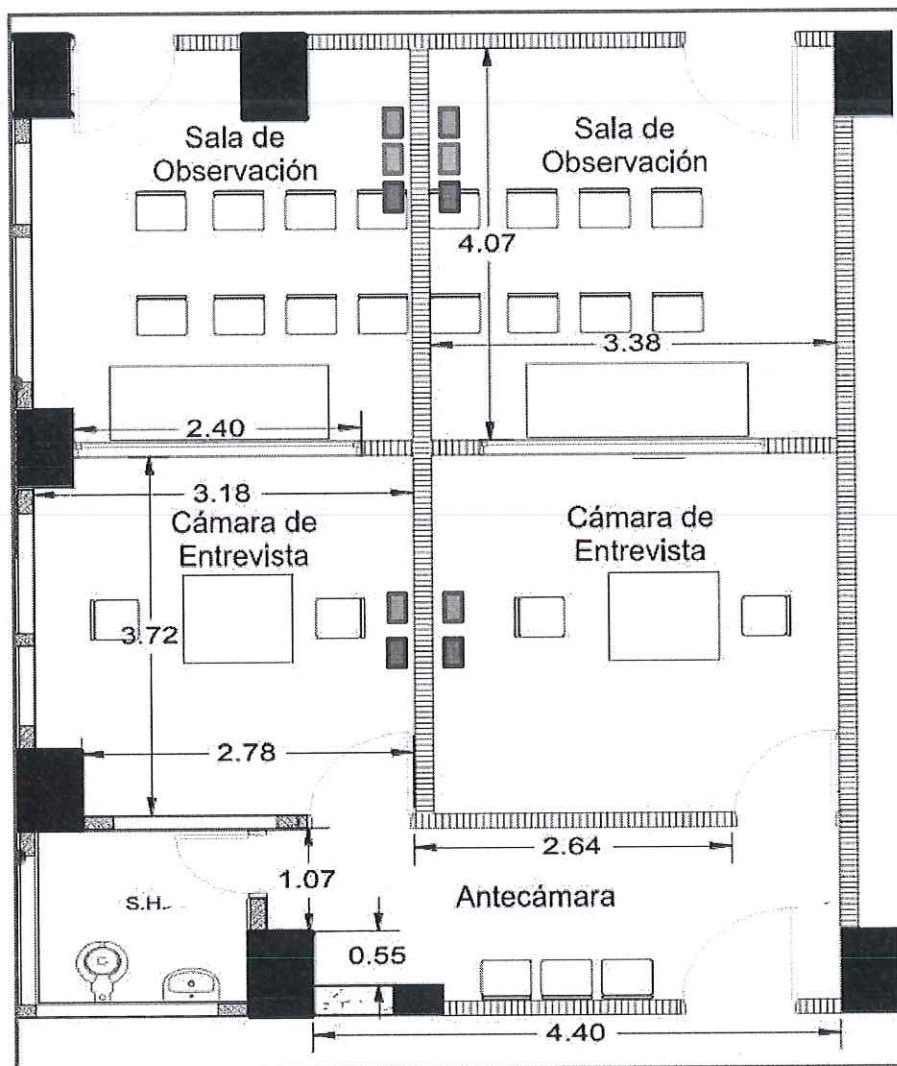 Sala de
Observación
Sala de
Observación
4.07
3.38
2.40
3.18
Cámara de
Entrevista
Cámara de
Entrevista
3.72
2.78
2.64
1.07
S.H.
Antecámara
0.55
4.40